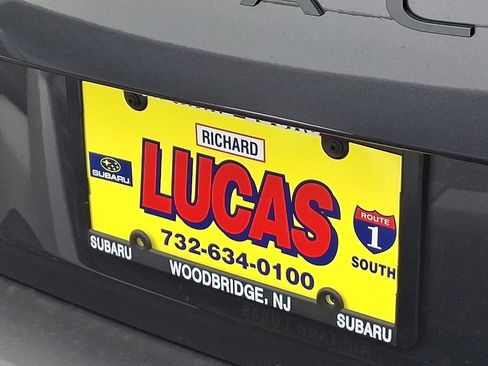 RICHARD
LUCAS
SUBARU
ROUTE
1
SOUTH
732-634-0100
SUBARU
WOODBRIDGE, NJ
SUBARU